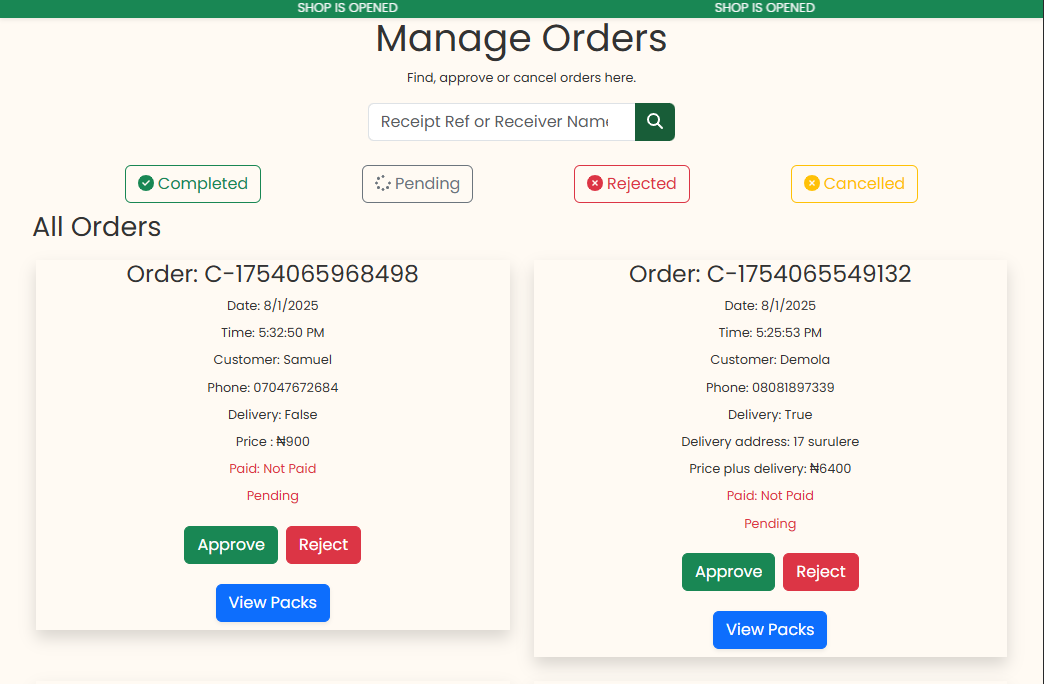 SHOP IS OPENED SHOP IS OPENED
Manage Orders
Find, approve or cancel orders here.
Receipt Ref or Receiver Name
Completed Pending Rejected Cancelled
All Orders
Order: C-1754065968498
Date: 8/1/2025
Time: 5:32:50 PM
Customer: Samuel
Phone: 07047672684
Delivery: False
Price : ₦900
Paid: Not Paid
Pending
Approve Reject
View Packs
Order: C-1754065549132
Date: 8/1/2025
Time: 5:25:53 PM
Customer: Demola
Phone: 08081897339
Delivery: True
Delivery address: 17 surulere
Price plus delivery: ₦6400
Paid: Not Paid
Pending
Approve Reject
View Packs